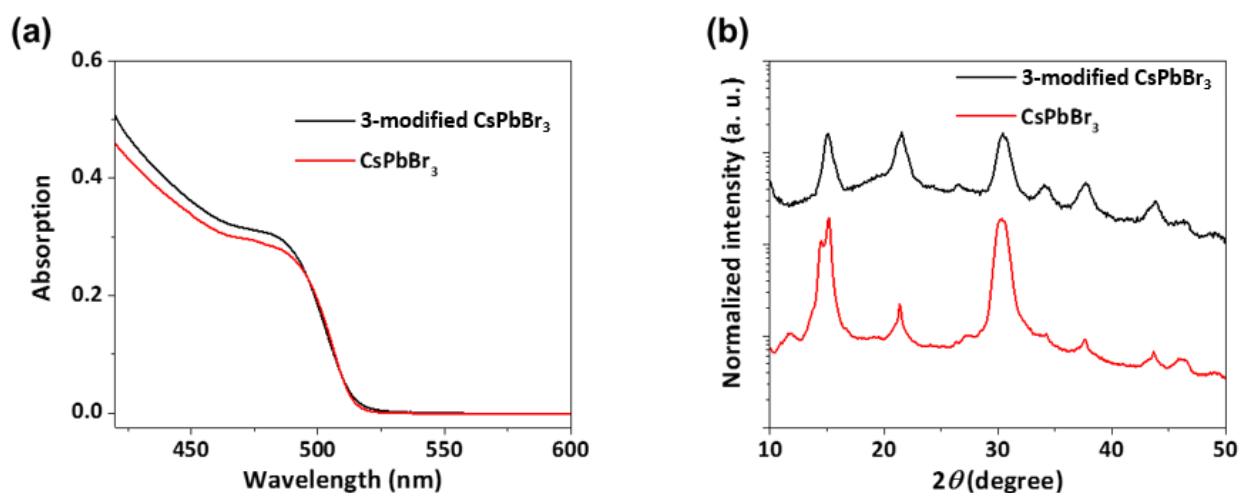 (a)
0.6
0.4
0.2
0.0
Absorption
3-modified CsPbBr₃
CsPbBr₃
450 500 550 600
Wavelength (nm)
(b)
Normalized intensity (a. u.)
3-modified CsPbBr₃
CsPbBr₃
10 20 30 40 50
2θ(degree)